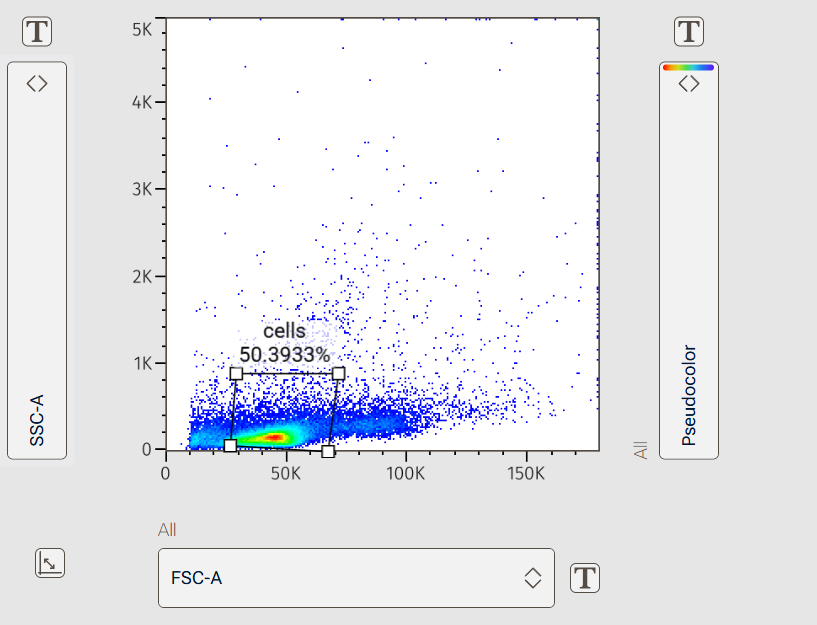 T
T
SSC-A
5K
4K
3K
2K
1K
0
cells
50.3933%
0
50K
100K
150K
All
Pseudocolor
All
FSC-A
T